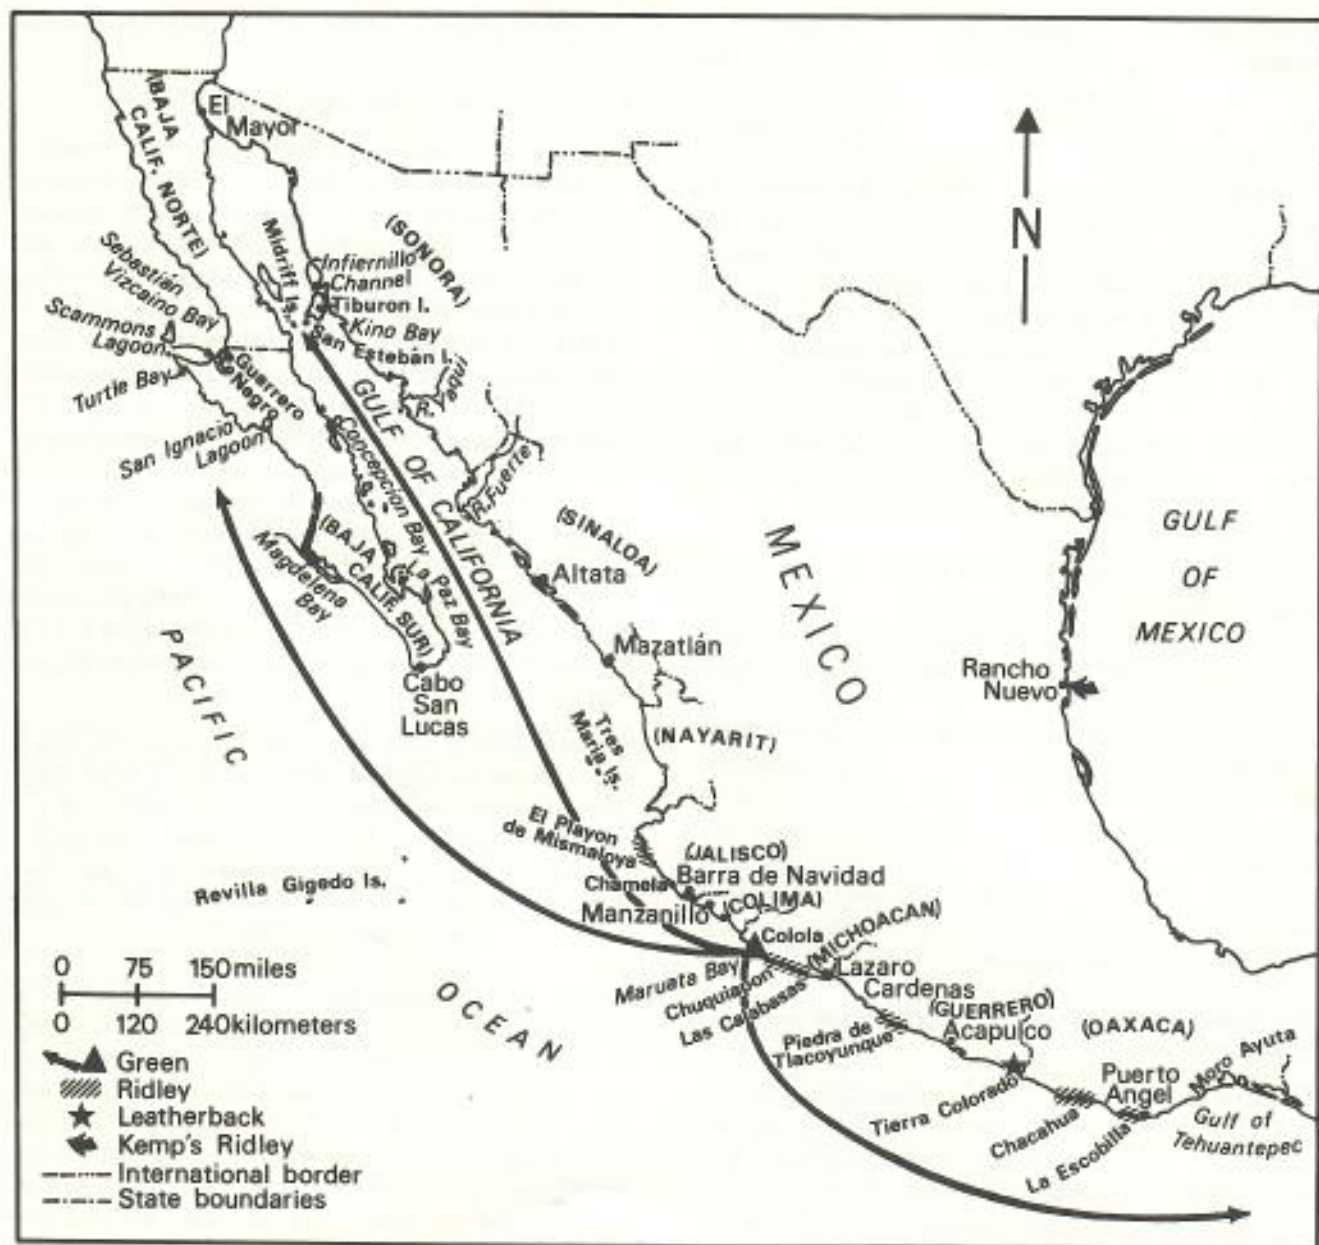 (BAJA
CALIF. NORTE)
El
Mayor
(SONORA)
Midriff Is.
Infiernillo
Channel
Tiburon I.
Kino Bay
San Esteban I.
Sebastián
Vizcaino Bay
Scammons
Lagoon
Guerrero
Negro
Turtle Bay
San Ignacio
Lagoon
R. Yaqui
GULF OF CALIFORNIA
Concepcion Bay
R. Fuerte
(SINALOA)
Altata
(BAJA
CALIF. SUR)
Magdelena
Bay
La Paz Bay
Cabo
San
Lucas
Mazatlán
MEXICO
N
GULF
OF
MEXICO
Rancho
Nuevo
PACIFIC
OCEAN
Tres
Maria Is.
(NAYARIT)
El Playon
de Mismaloya
(JALISCO)
Chamela
Barra de Navidad
(COLIMA)
Manzanillo
Revilla Gigedo Is.
Colola
(MICHOACAN)
Maruata Bay
Chuquiapan
Las Calabasas
Lazaro
Cardenas
(GUERRERO)
Acapulco
(OAXACA)
Piedra de
Tlacoyunque
Tierra Colorado
Puerto
Angel
Moro Ayuta
Chacahua
La Escobilla
Gulf of
Tehuantepec
0 75 150 miles
0 120 240 kilometers
Green
Ridley
Leatherback
Kemp's Ridley
International border
State boundaries